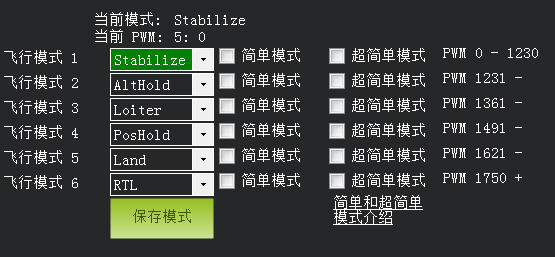 当前模式: Stabilize
当前 PWM: 5: 0
飞行模式 1 Stabilize 简单模式 超简单模式 PWM 0 - 1230
飞行模式 2 AltHold 简单模式 超简单模式 PWM 1231 -
飞行模式 3 Loiter 简单模式 超简单模式 PWM 1361 -
飞行模式 4 PosHold 简单模式 超简单模式 PWM 1491 -
飞行模式 5 Land 简单模式 超简单模式 PWM 1621 -
飞行模式 6 RTL 简单模式 超简单模式 PWM 1750 +
保存模式
简单和超简单
模式介绍